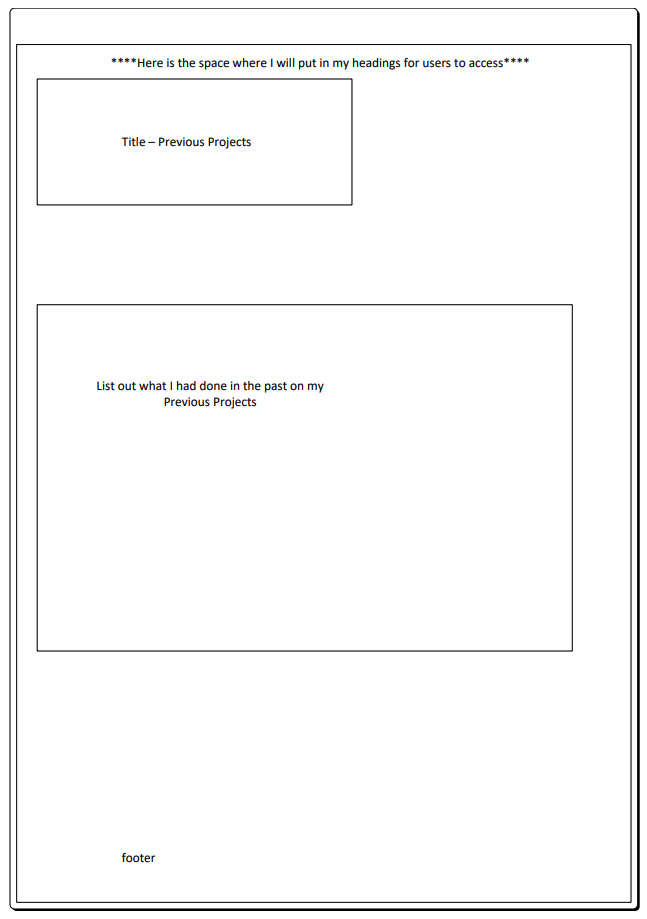 ****Here is the space where I will put in my headings for users to access****
Title – Previous Projects
List out what I had done in the past on my
Previous Projects
footer